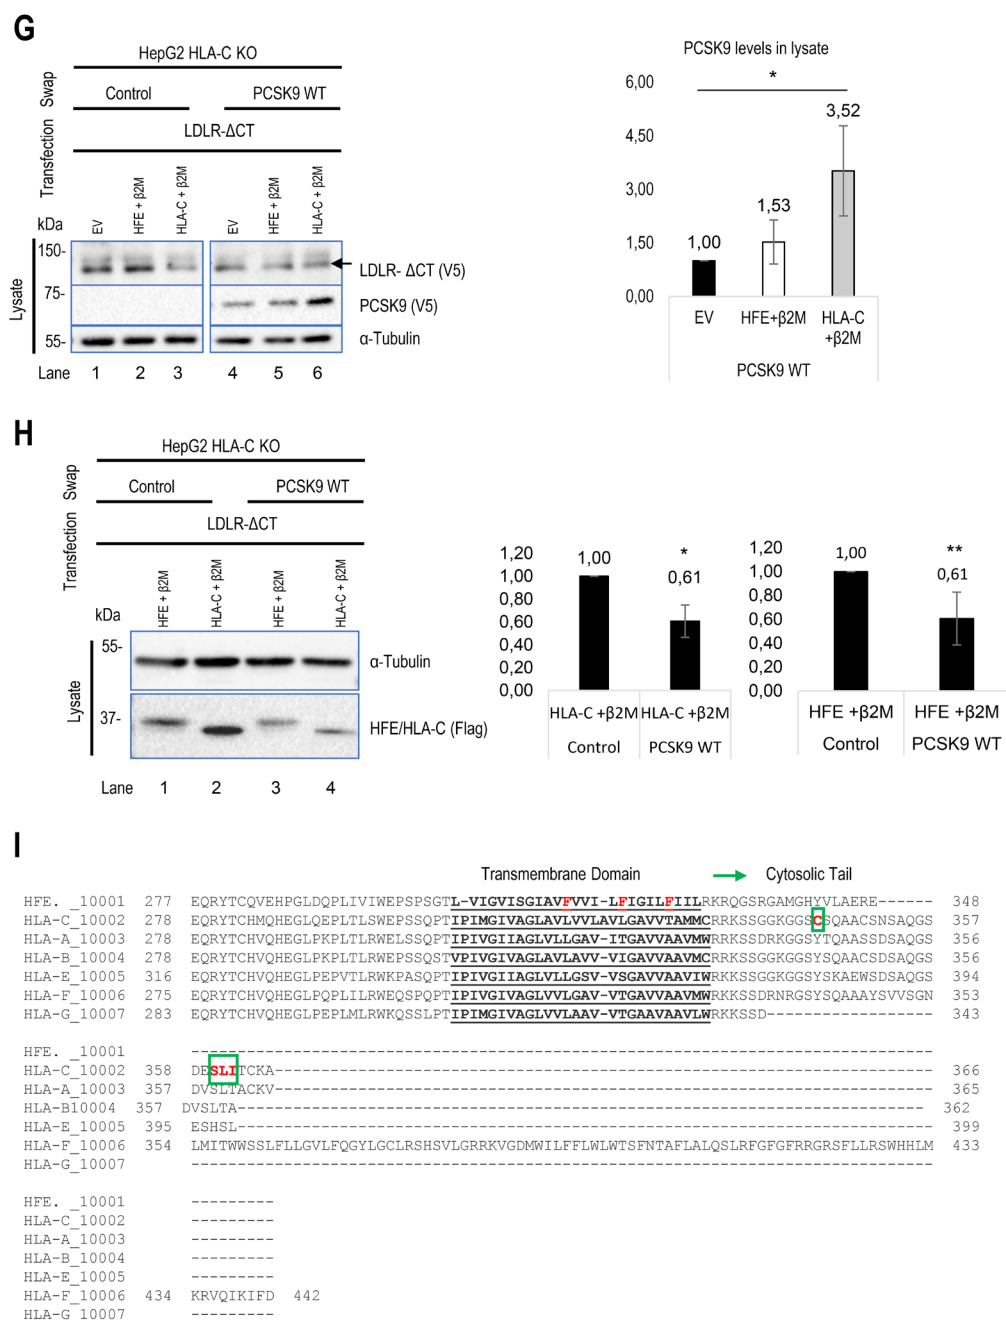 G
HepG2 HLA-C KO
Swap
Control
PCSK9 WT
LDLR-ΔCT
Transfection
kDa
EV
HFE + β2M
HLA-C + β2M
EV
HFE + β2M
HLA-C + β2M
150-
LDLR- ΔCT (V5)
75-
PCSK9 (V5)
55-
α-Tubulin
Lysate
Lane 1 2 3 4 5 6
PCSK9 levels in lysate
6,00
4,50
3,00
1,50
0,00
*
1,00
1,53
3,52
EV
HFE+β2M
HLA-C +β2M
PCSK9 WT
H
HepG2 HLA-C KO
Swap
Control
PCSK9 WT
LDLR-ΔCT
Transfection
kDa
HFE + β2M
HLA-C + β2M
HFE + β2M
HLA-C + β2M
55-
α-Tubulin
37-
HFE/HLA-C (Flag)
Lysate
Lane 1 2 3 4
1,20
1,00
0,80
0,60
0,40
0,20
0,00
1,00
*
0,61
HLA-C +β2M
HLA-C +β2M
Control
PCSK9 WT
1,20
1,00
0,80
0,60
0,40
0,20
0,00
1,00
**
0,61
HFE +β2M
HFE +β2M
Control
PCSK9 WT
I
Transmembrane Domain
Cytosolic Tail
HFE. _10001 277 EQRYTCQVEHPGLDQPLIVIWEPSPSGTL-VIGVISGIAVFVVI-LFIGILFIILRKRQGSRGAMGHYVLAERE------ 348
HLA-C_10002 278 EQRYTCHMQHEGLQEPLTLSWEPSSQPTIPIMGIVAGLAVLVVLAVLGAVVTAMMCRRKSSGGKGGSCSQAACSNSAQGS 357
HLA-A_10003 278 EQRYTCHVQHEGLPKPLTLRWELSSQPTIPIVGIIAGLVLLGAV-ITGAVVAAVMWRRKSSDRKGGSYTQAASSDSAQGS 356
HLA-B_10004 278 EQRYTCHVQHEGLPKPLTLRWEPSSQSTVPIVGIVAGLAVLAVV-VIGAVVAAVMCRRKSSGGKGGSYSQAACSDSAQGS 356
HLA-E_10005 316 EQRYTCHVQHEGLPEPVTLRWKPASQPTIPIVGIIAGLVLLGSV-VSGAVVAAVIWRKKSSGGKGGSYSKAEWSDSAQGS 394
HLA-F_10006 275 EQRYTCHVQHEGLPQPLILRWEQSPQPTIPIVGIVAGLVVLGAV-VTGAVVAAVMWRKKSSDRNRGSYSQAAAYSVVSGN 353
HLA-G_10007 283 EQRYTCHVQHEGLPEPLMLRWKQSSLPTIPIMGIVAGLVVLAAV-VTGAAVAAVLWRKKSSD------------------ 343
HFE. _10001 --------------------------------------------------------------------------------
HLA-C_10002 358 DESLITCKA----------------------------------------------------------------------- 366
HLA-A_10003 357 DVSLTACKV----------------------------------------------------------------------- 365
HLA-B10004 357 DVSLTA-------------------------------------------------------------------------- 362
HLA-E_10005 395 ESHSL--------------------------------------------------------------------------- 399
HLA-F_10006 354 LMITWWSSLFLLGVLFQGYLGCLRSHSVLGRRKVGDMWILFFLWLWTSFNTAFLALQSLRFGFGFRRGRSFLLRSWHHLM 433
HLA-G_10007 --------------------------------------------------------------------------------
HFE. _10001 ---------
HLA-C_10002 ---------
HLA-A_10003 ---------
HLA-B_10004 ---------
HLA-E_10005 ---------
HLA-F_10006 434 KRVQIKIFD 442
HLA-G_10007 ---------